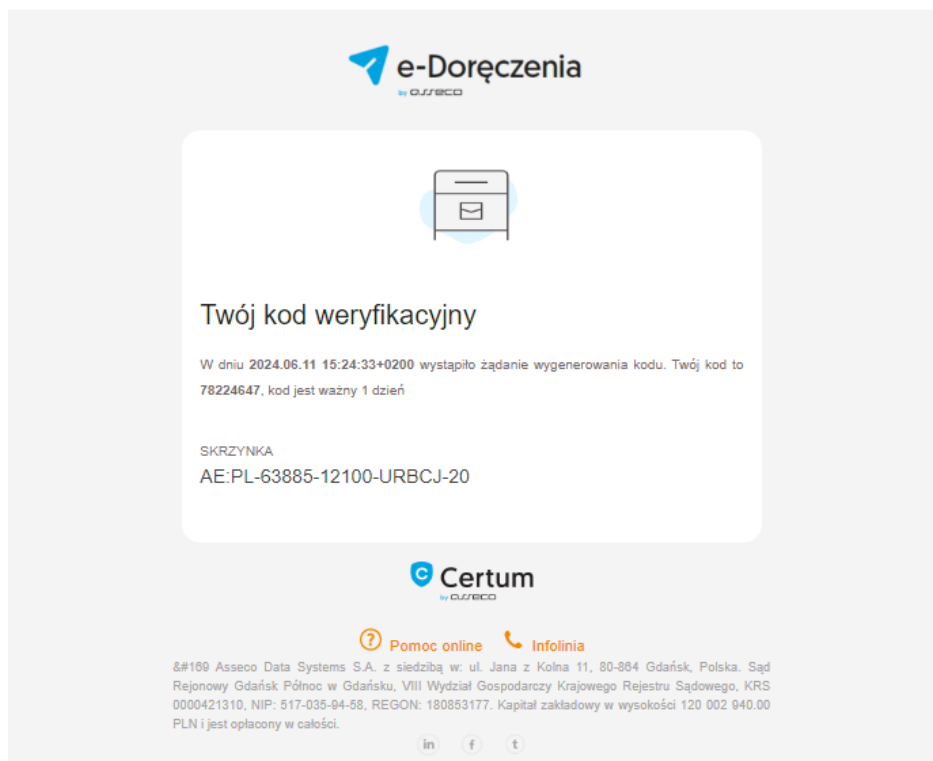 e-Doręczenia
by asseco
Twój kod weryfikacyjny
W dniu 2024.06.11 15:24:33+0200 wystąpiło żądanie wygenerowania kodu. Twój kod to
78224647, kod jest ważny 1 dzień
SKRZYNKA
AE:PL-63885-12100-URBCJ-20
C Certum
by asseco
? Pomoc online Infolinia
&#169 Asseco Data Systems S.A. z siedzibą w: ul. Jana z Kolna 11, 80-864 Gdańsk, Polska. Sąd
Rejonowy Gdańsk Północ w Gdańsku, VIII Wydział Gospodarczy Krajowego Rejestru Sądowego, KRS
0000421310, NIP: 517-035-94-58, REGON: 180853177. Kapitał zakładowy w wysokości 120 002 940.00
PLN i jest opłacony w całości.
in f t